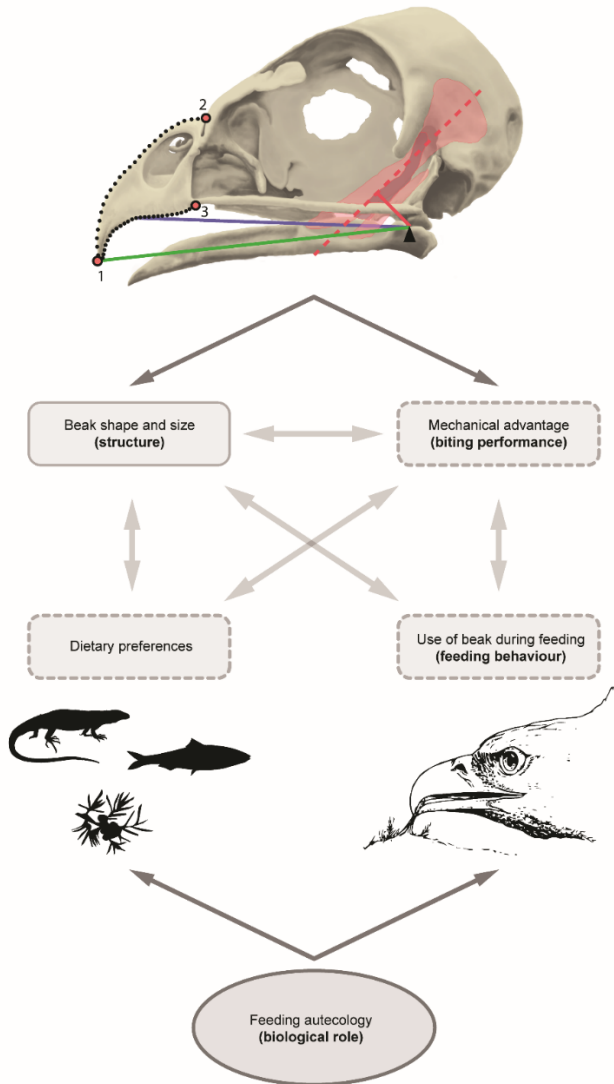 2
3
1
Beak shape and size
(structure)
Mechanical advantage
(biting performance)
Dietary preferences
Use of beak during feeding
(feeding behaviour)
Feeding autecology
(biological role)